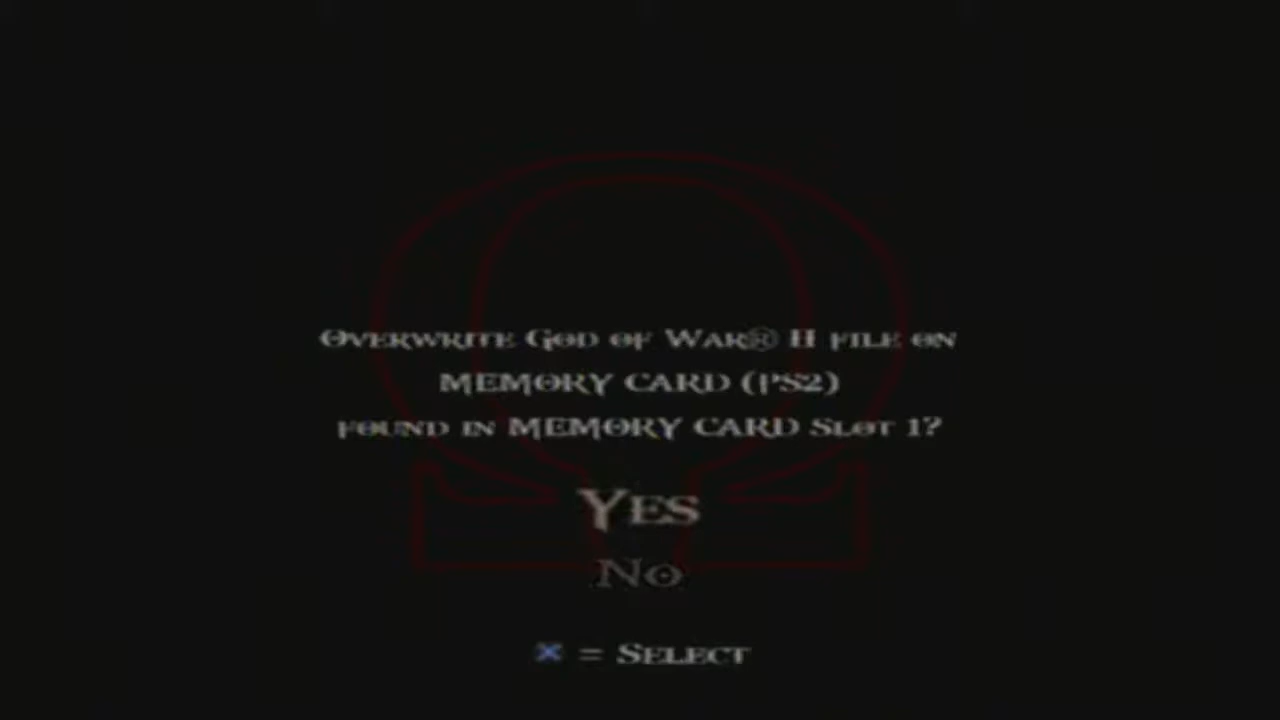 Overwrite God of War® II file on
MEMORY CARD (PS2)
found in MEMORY CARD Slot 1?
Yes
No
× = Select